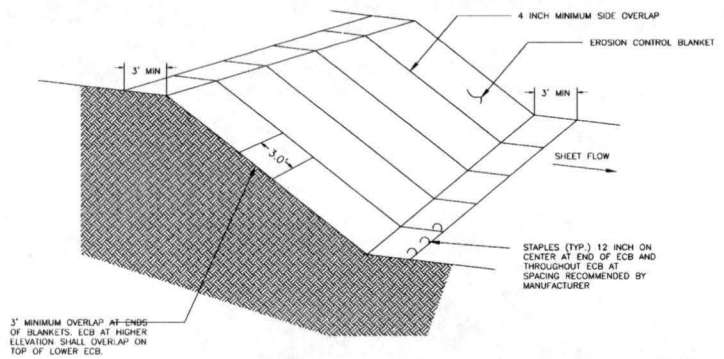 4 INCH MINIMUM SIDE OVERLAP
EROSION CONTROL BLANKET
3' MIN
3' MIN
3.0'
SHEET FLOW
STAPLES (TYP.) 12 INCH ON
CENTER AT END OF ECB AND
THROUGHOUT ECB AT
SPACING RECOMMENDED BY
MANUFACTURER
3' MINIMUM OVERLAP AT ENDS
OF BLANKETS. ECB AT HIGHER
ELEVATION SHALL OVERLAP ON
TOP OF LOWER ECB.